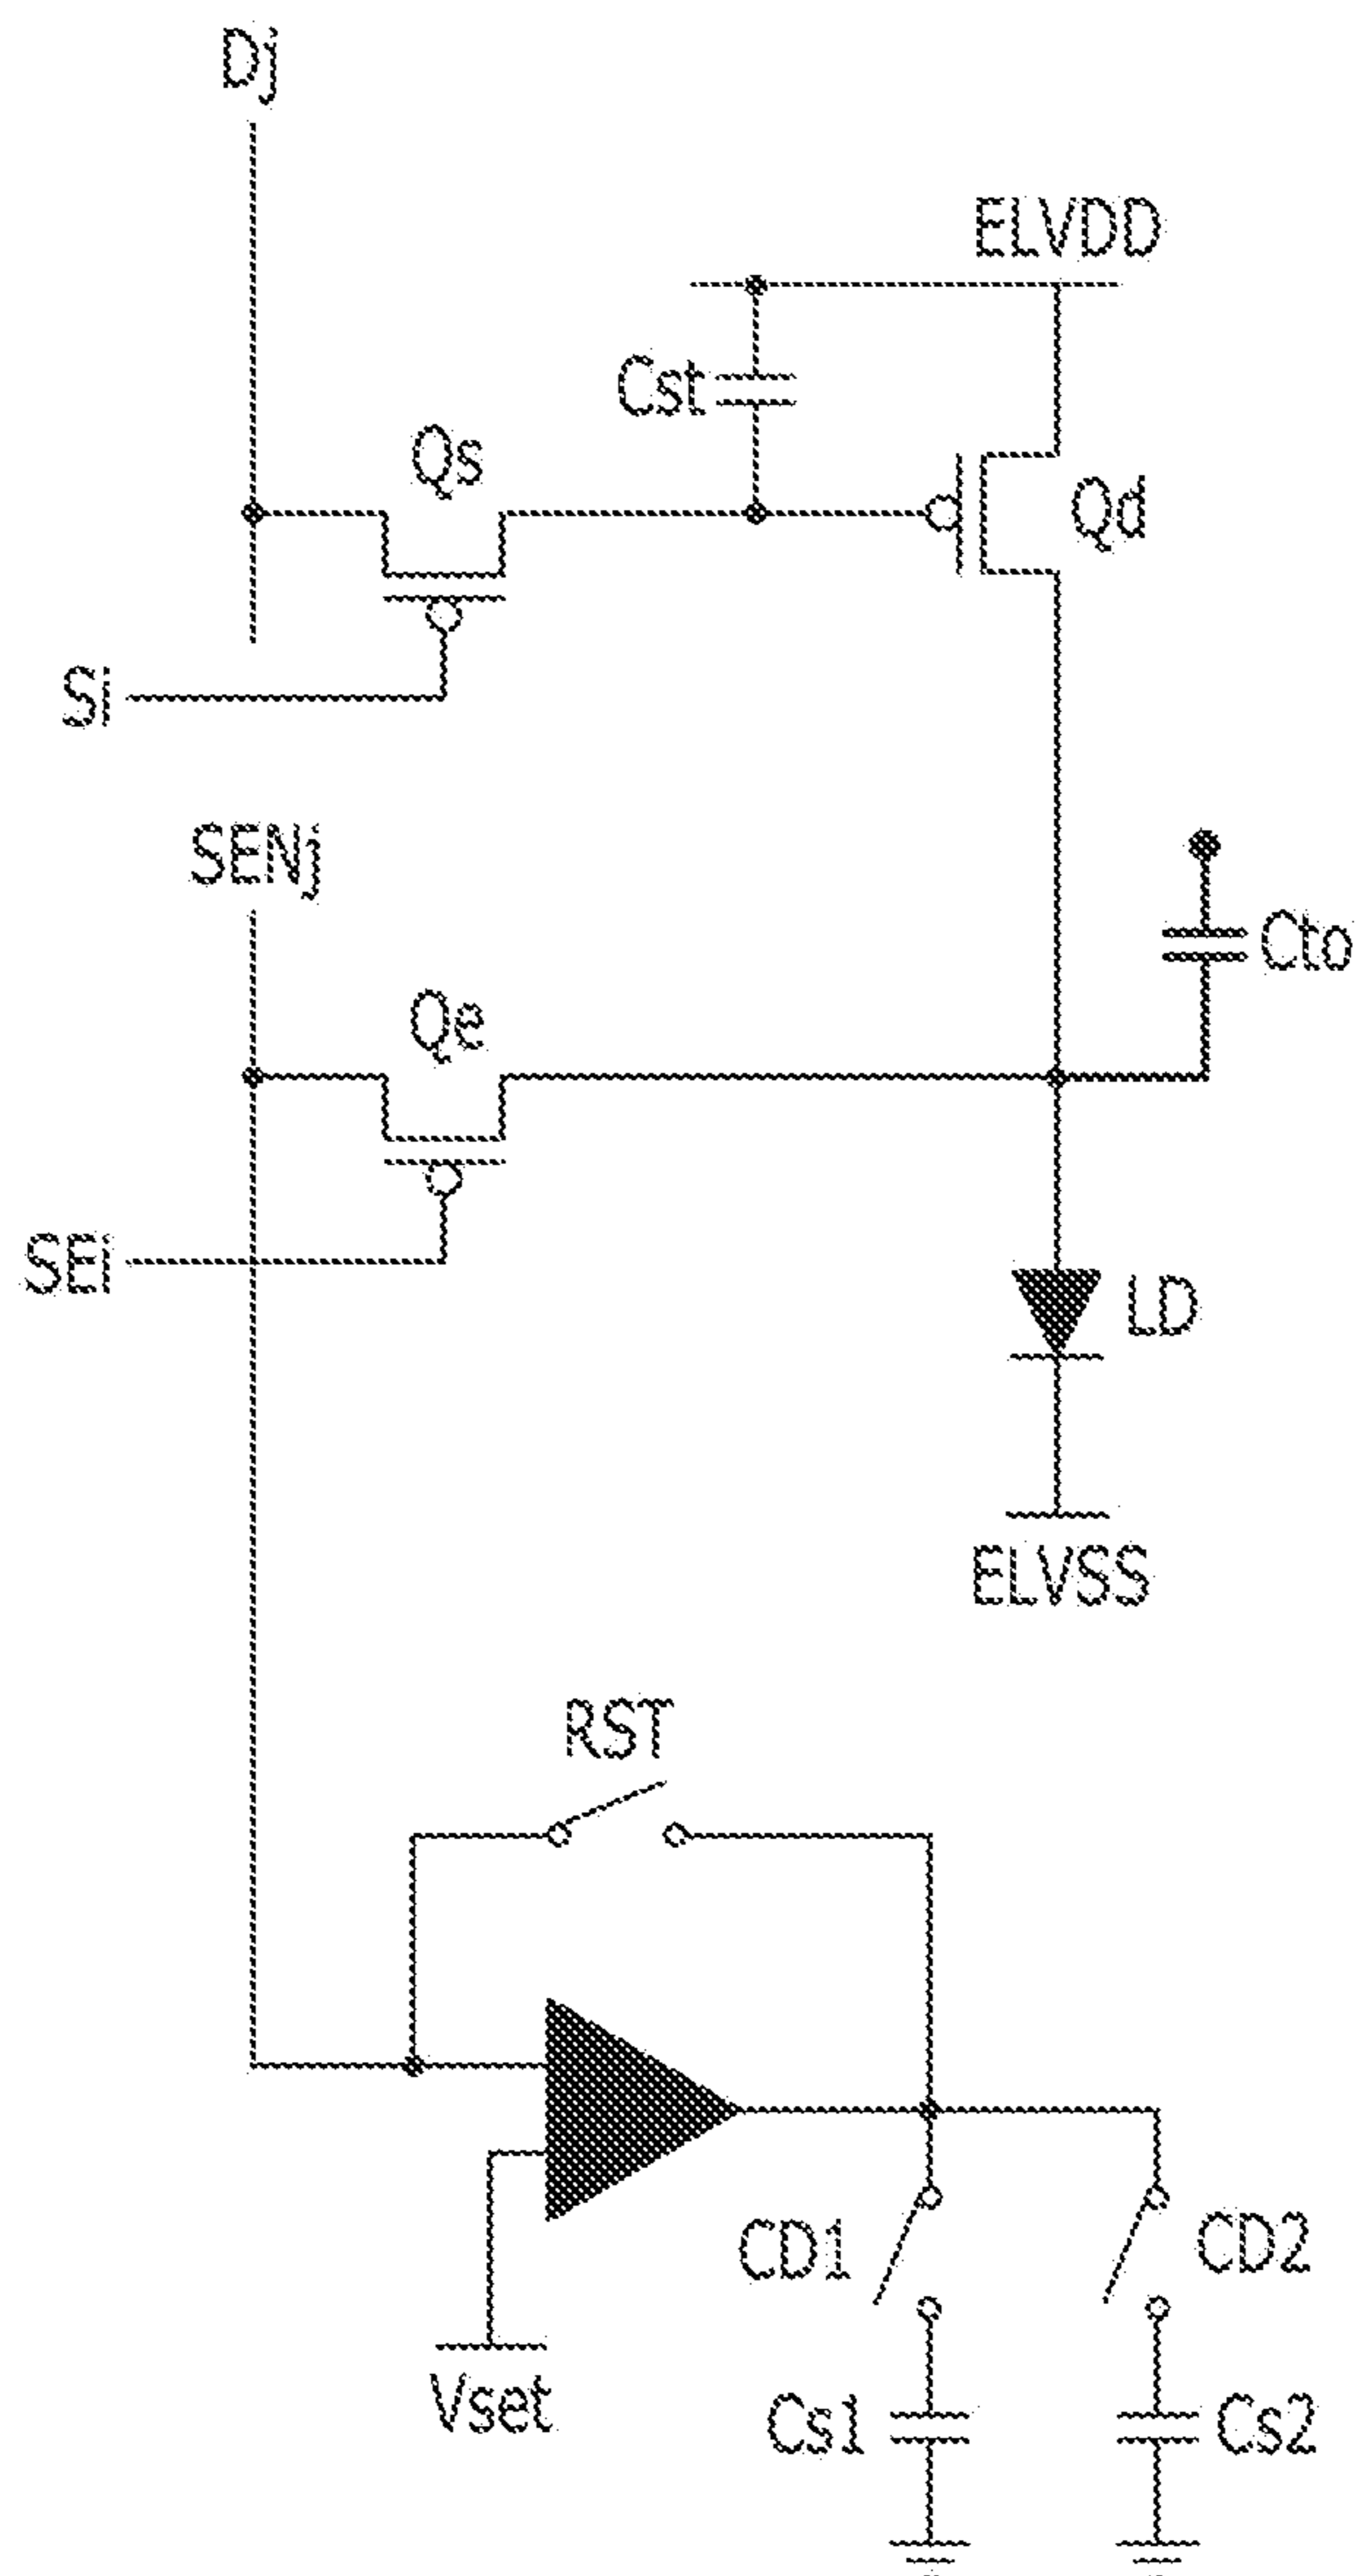 Dj
ELVDD
Cst
Qs
Qd
Si
SENj
Cto
Qe
SEi
LD
ELVSS
RST
CD1
CD2
Vset
Cs1
Cs2